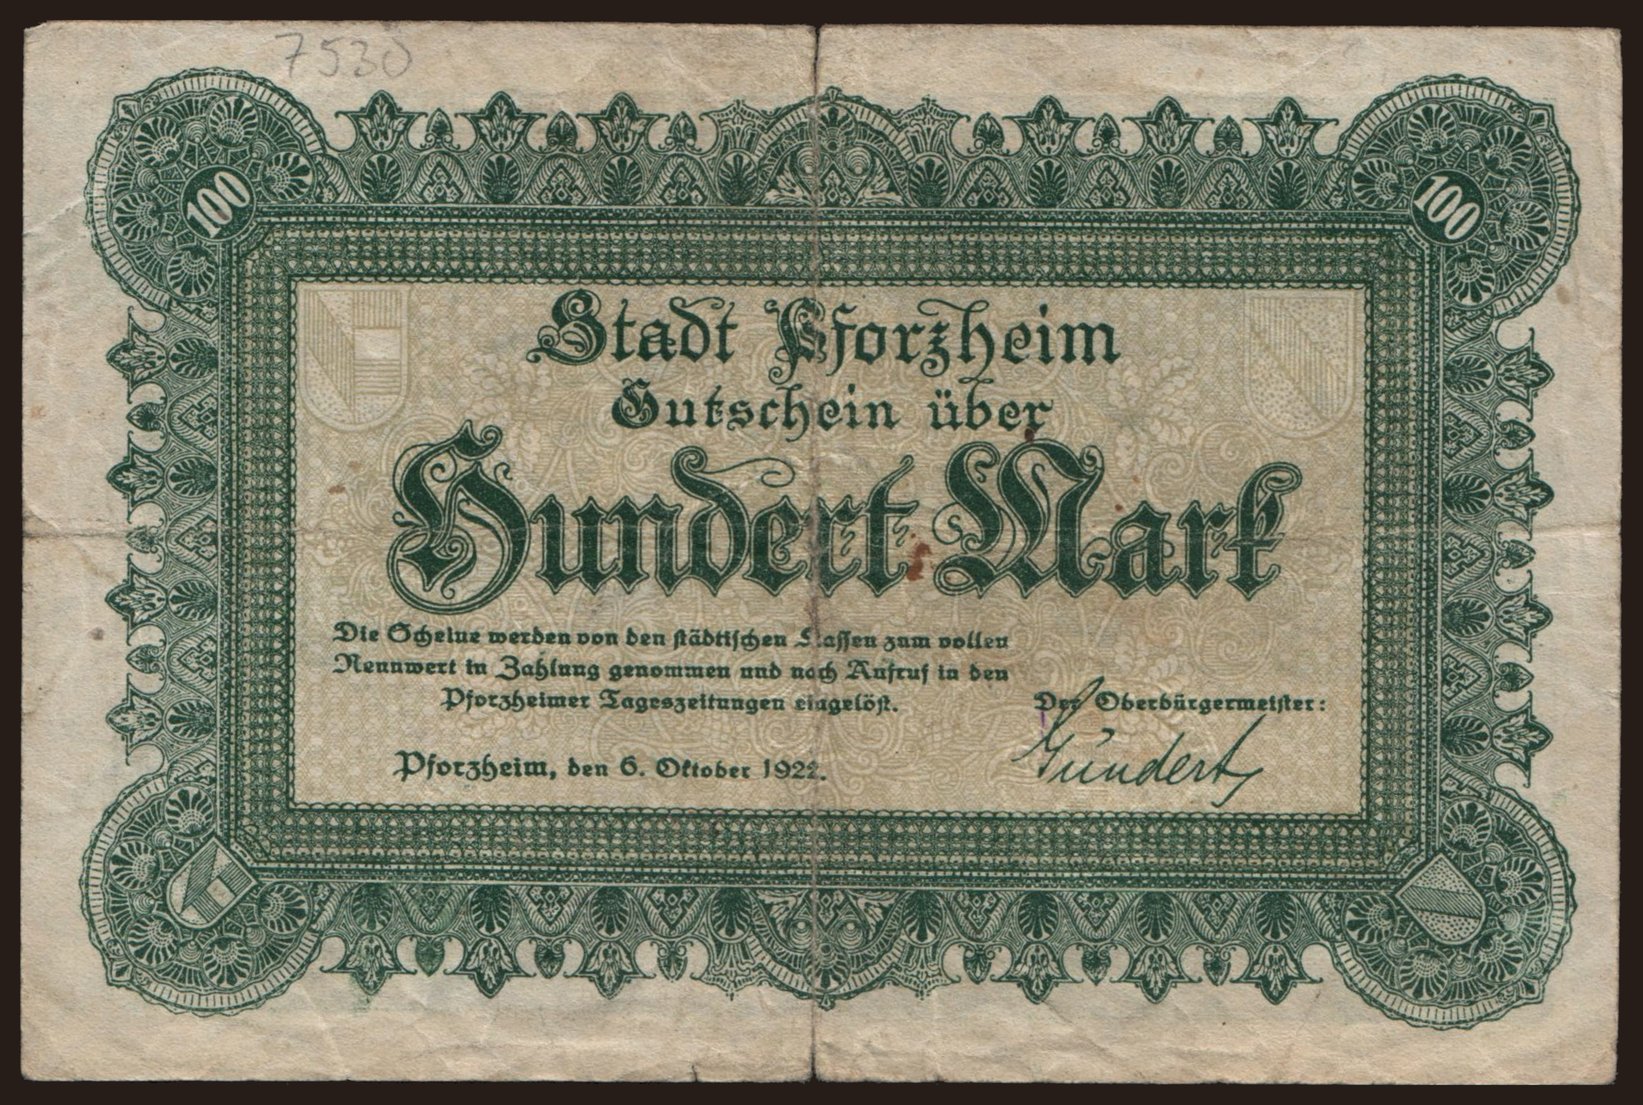 7530
100
100
Stadt Pforzheim
Gutschein über
Hundert Mark
Die Scheine werden von den städtischen Kassen zum vollen
Nennwert in Zahlung genommen und nach Aufruf in den
Pforzheimer Tageszeitungen eingelöst.
Der Oberbürgermeister:
Pforzheim, den 6. Oktober 1922.
Gündert